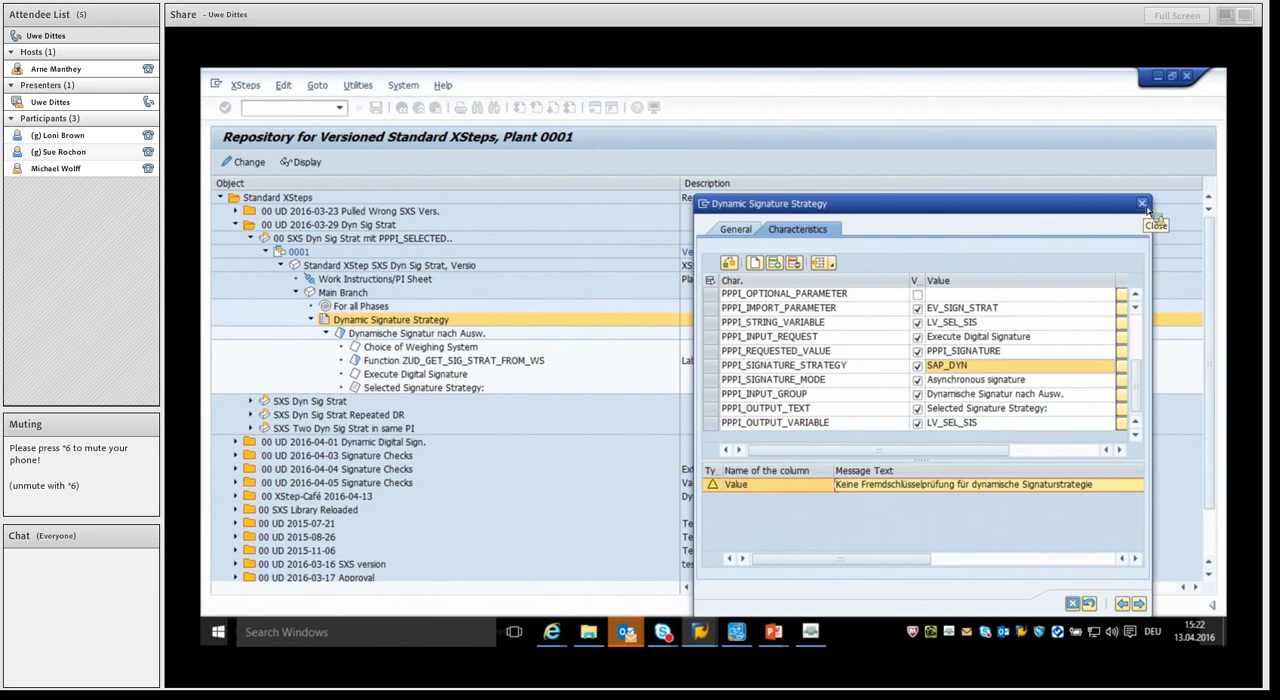 Attendee List (5)
Uwe Dittes
Hosts (1)
Arne Manthey
Presenters (1)
Uwe Dittes
Participants (3)
(g) Loni Brown
(g) Sue Rochon
Michael Wolff
Muting
Please press *6 to mute your
phone!
(unmute with *6)
Chat (Everyone)
Share - Uwe Dittes
Full Screen
XSteps Edit Goto Utilities System Help
Repository for Versioned Standard XSteps, Plant 0001
Change Display
Object Description
Standard XSteps Re
00 UD 2016-03-23 Pulled Wrong SXS Vers.
00 UD 2016-03-29 Dyn Sig Strat
00 SXS Dyn Sig Strat mit PPPI_SELECTED..
0001 Ve
Standard XStep SXS Dyn Sig Strat, Versio XS
Work Instructions/PI Sheet Pla
Main Branch
For all Phases
Dynamic Signature Strategy
Dynamische Signatur nach Ausw.
Choice of Weighing System
Function ZUD_GET_SIG_STRAT_FROM_WS Lab
Execute Digital Signature
Selected Signature Strategy:
SXS Dyn Sig Strat
SXS Dyn Sig Strat Repeated DR
SXS Two Dyn Sig Strat in same PI
00 UD 2016-04-01 Dynamic Digital Sign.
00 UD 2016-04-03 Signature Checks
00 UD 2016-04-04 Signature Checks Ext
00 UD 2016-04-05 Signature Checks Va
00 XStep-Café 2016-04-13 Dy
00 SXS Library Reloaded
00 UD 2015-07-21 Te
00 UD 2015-08-26 Te
00 UD 2015-11-06 Te
00 UD 2016-03-16 SXS version tes
00 UD 2016-03-17 Approval
Dynamic Signature Strategy
Close
General Characteristics
Char. V... Value
PPPI_OPTIONAL_PARAMETER
PPPI_IMPORT_PARAMETER EV_SIGN_STRAT
PPPI_STRING_VARIABLE LV_SEL_SIS
PPPI_INPUT_REQUEST Execute Digital Signature
PPPI_REQUESTED_VALUE PPPI_SIGNATURE
PPPI_SIGNATURE_STRATEGY SAP_DYN
PPPI_SIGNATURE_MODE Asynchronous signature
PPPI_INPUT_GROUP Dynamische Signatur nach Ausw.
PPPI_OUTPUT_TEXT Selected Signature Strategy:
PPPI_OUTPUT_VARIABLE LV_SEL_SIS
Ty... Name of the column Message Text
Value Keine Fremdschlüsselprüfung für dynamische Signaturstrategie
Search Windows
DEU
15:22
13.04.2016